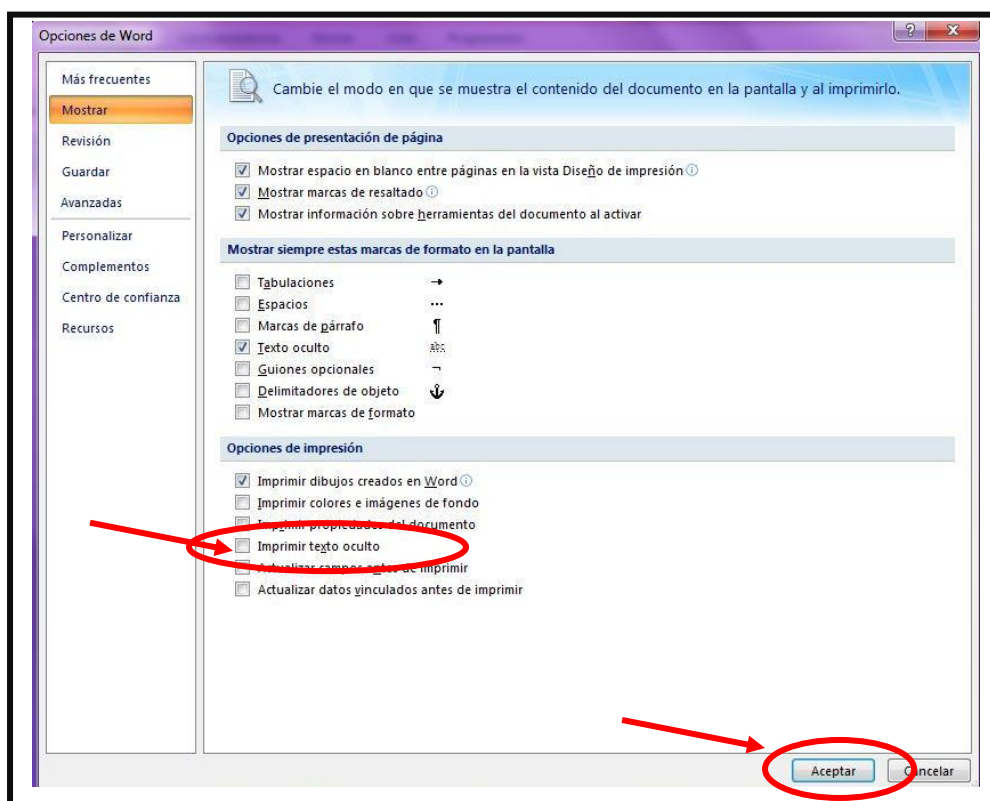 Opciones de Word
Más frecuentes
Mostrar
Revisión
Guardar
Avanzadas
Personalizar
Complementos
Centro de confianza
Recursos
Cambie el modo en que se muestra el contenido del documento en la pantalla y al imprimirlo.
Opciones de presentación de página
Mostrar espacio en blanco entre páginas en la vista Diseño de impresión
Mostrar marcas de resaltado
Mostrar información sobre herramientas del documento al activar
Mostrar siempre estas marcas de formato en la pantalla
Tabulaciones →
Espacios ...
Marcas de párrafo ¶
Texto oculto abc
Guiones opcionales ¬
Delimitadores de objeto
Mostrar marcas de formato
Opciones de impresión
Imprimir dibujos creados en Word
Imprimir colores e imágenes de fondo
Imprimir propiedades del documento
Imprimir texto oculto
Actualizar campos antes de imprimir
Actualizar datos vinculados antes de imprimir
Aceptar Cancelar